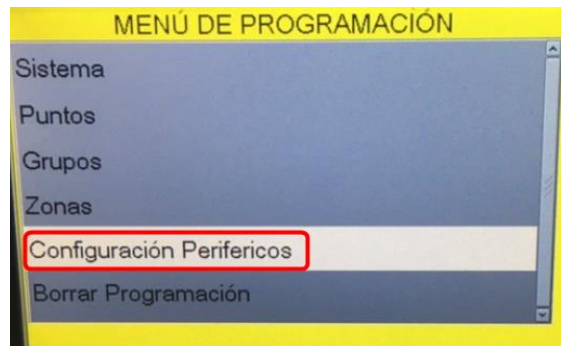 MENÚ DE PROGRAMACIÓN
Sistema
Puntos
Grupos
Zonas
Configuración Perifericos
Borrar Programación